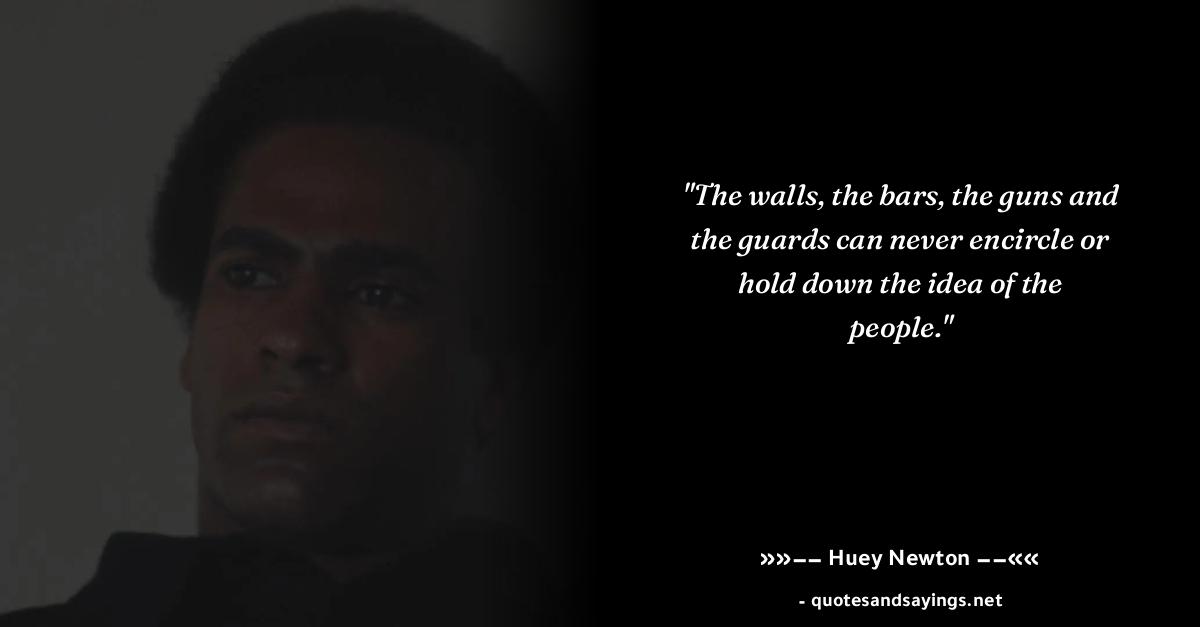 "The walls, the bars, the guns and
the guards can never encircle or
hold down the idea of the
people."
»»−− Huey Newton −−««
- quotesandsayings.net